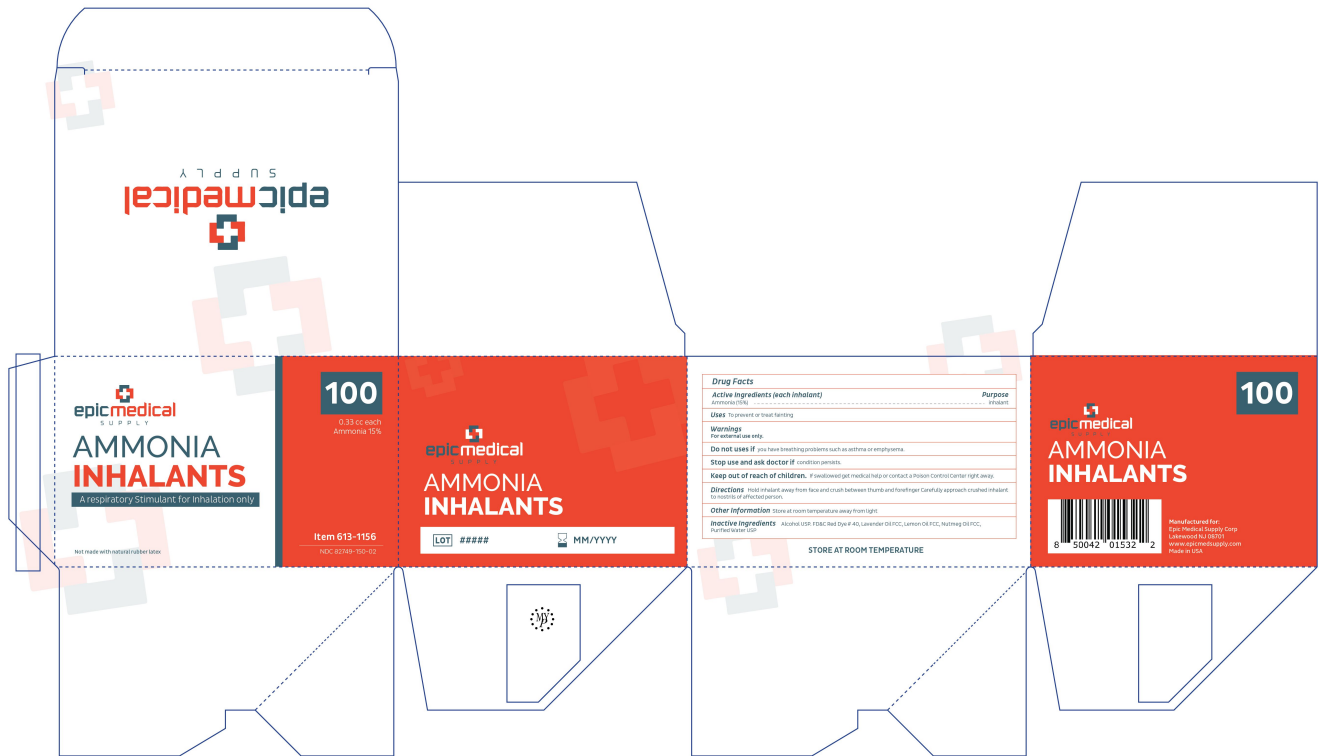 epicmedical
SUPPLY
epicmedical
SUPPLY
AMMONIA
INHALANTS
A respiratory Stimulant for Inhalation only
Not made with natural rubber latex
100
0.33 cc each
Ammonia 15%
Item 613-1156
NDC 82749-150-02
epicmedical
SUPPLY
AMMONIA
INHALANTS
LOT #####
MM/YYYY
MPY
Drug Facts
Active Ingredients (each Inhalant) Purpose
Ammonia (15%) Inhalant
Uses To prevent or treat fainting
Warnings
For external use only.
Do not uses if you have breathing problems such as asthma or emphysema.
Stop use and ask doctor if condition persists.
Keep out of reach of children. If swallowed get medical help or contact a Poison Control Center right away.
Directions Hold inhalant away from face and crush between thumb and forefinger Carefully approach crushed inhalant
to nostrils of affected person.
Other Information Store at room temperature away from light
Inactive Ingredients Alcohol USP, FD&C Red Dye # 40, Lavender Oil FCC, Lemon Oil FCC, Nutmeg Oil FCC,
Purified Water USP
STORE AT ROOM TEMPERATURE
100
epicmedical
SUPPLY
AMMONIA
INHALANTS
8 50042 01532 2
Manufactured for:
Epic Medical Supply Corp
Lakewood NJ 08701
www.epicmedsupply.com
Made in USA